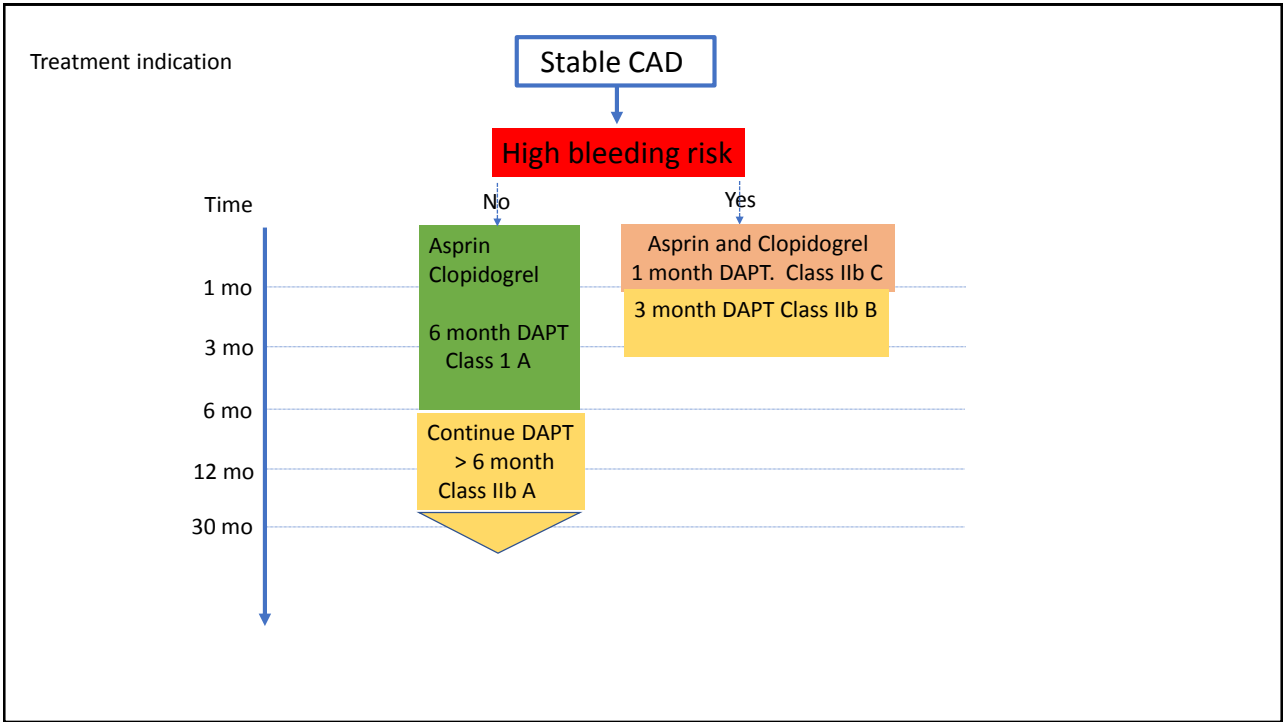 Treatment indication
Stable CAD
High bleeding risk
Time
No
Yes
Asprin
Clopidogrel
6 month DAPT
Class 1 A
Asprin and Clopidogrel
1 month DAPT.  Class IIb C
3 month DAPT Class IIb B
1 mo
3 mo
6 mo
Continue DAPT
> 6 month
Class IIb A
12 mo
30 mo